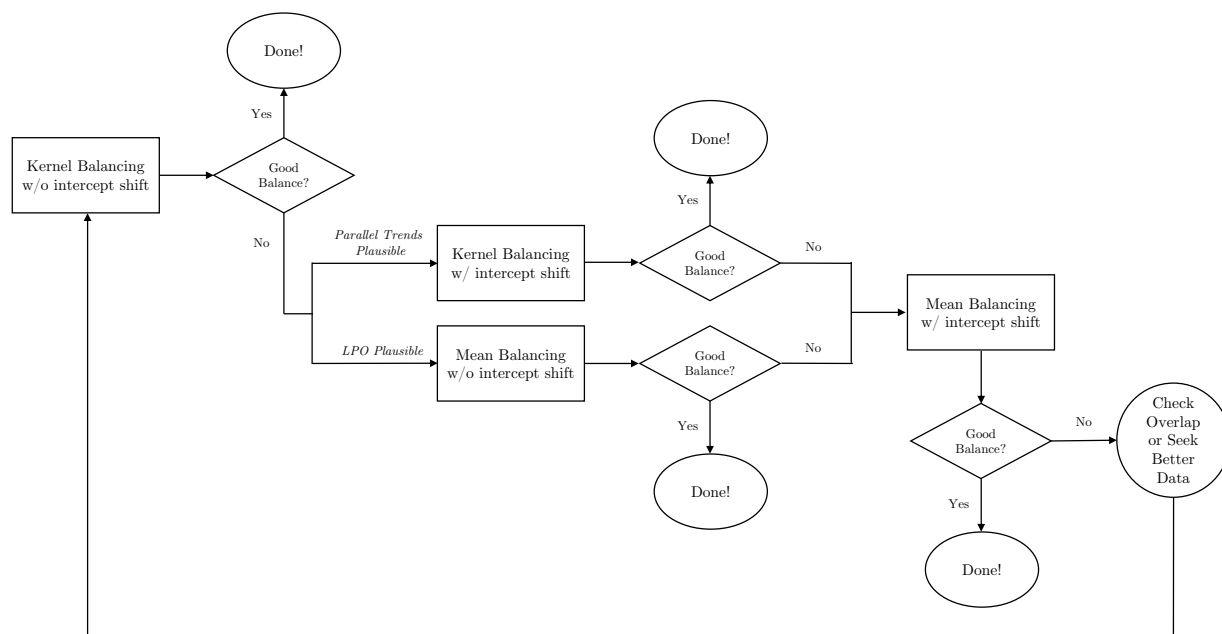 Done!
Yes
Kernel Balancing
w/o intercept shift
Good
Balance?
No
Parallel Trends
Plausible
Kernel Balancing
w/ intercept shift
Good
Balance?
Yes
Done!
No
LPO Plausible
Mean Balancing
w/o intercept shift
Good
Balance?
No
Yes
Done!
Mean Balancing
w/ intercept shift
Good
Balance?
No
Check
Overlap
or Seek
Better
Data
Yes
Done!